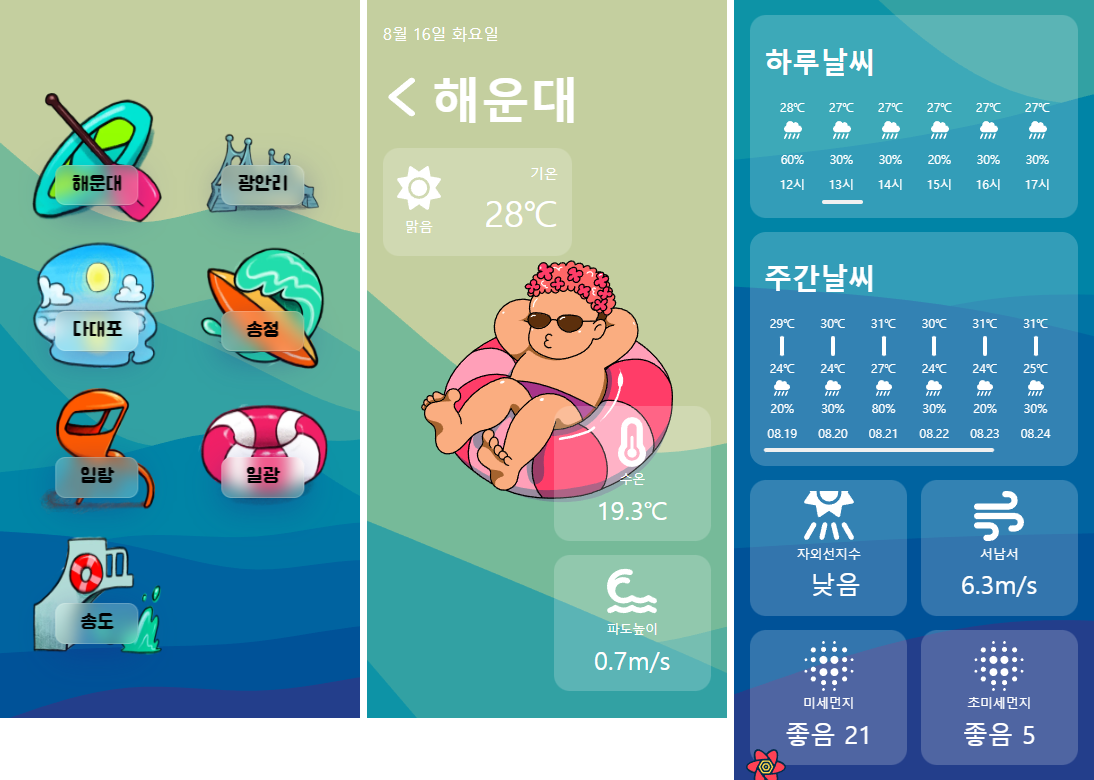 해운대
광안리
다대포
송정
임랑
일광
송도
8월 16일 화요일
해운대
기온
맑음
28℃
수온
19.3℃
파도높이
0.7m/s
하루날씨
28℃ 27℃ 27℃ 27℃ 27℃ 27℃
60% 30% 30% 20% 30% 30%
12시 13시 14시 15시 16시 17시
주간날씨
29℃ 30℃ 31℃ 30℃ 31℃ 31℃
24℃ 24℃ 27℃ 24℃ 24℃ 25℃
20% 30% 80% 30% 20% 30%
08.19 08.20 08.21 08.22 08.23 08.24
자외선지수
낮음
서남서
6.3m/s
미세먼지
좋음 21
초미세먼지
좋음 5